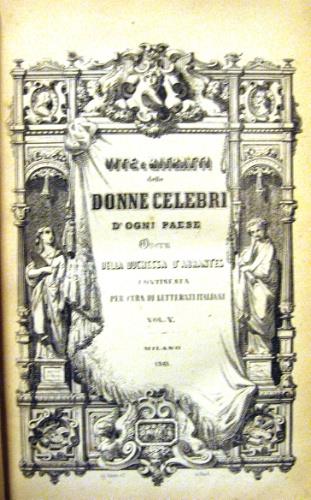 VITE e RITRATTI
delle
DONNE CELEBRI
D'OGNI PAESE
OPERA
DELLA DUCHESSA D'ABRANTES
CONTINUATA
PER CURA DI LETTERATI ITALIANI
VOL. V.
MILANO